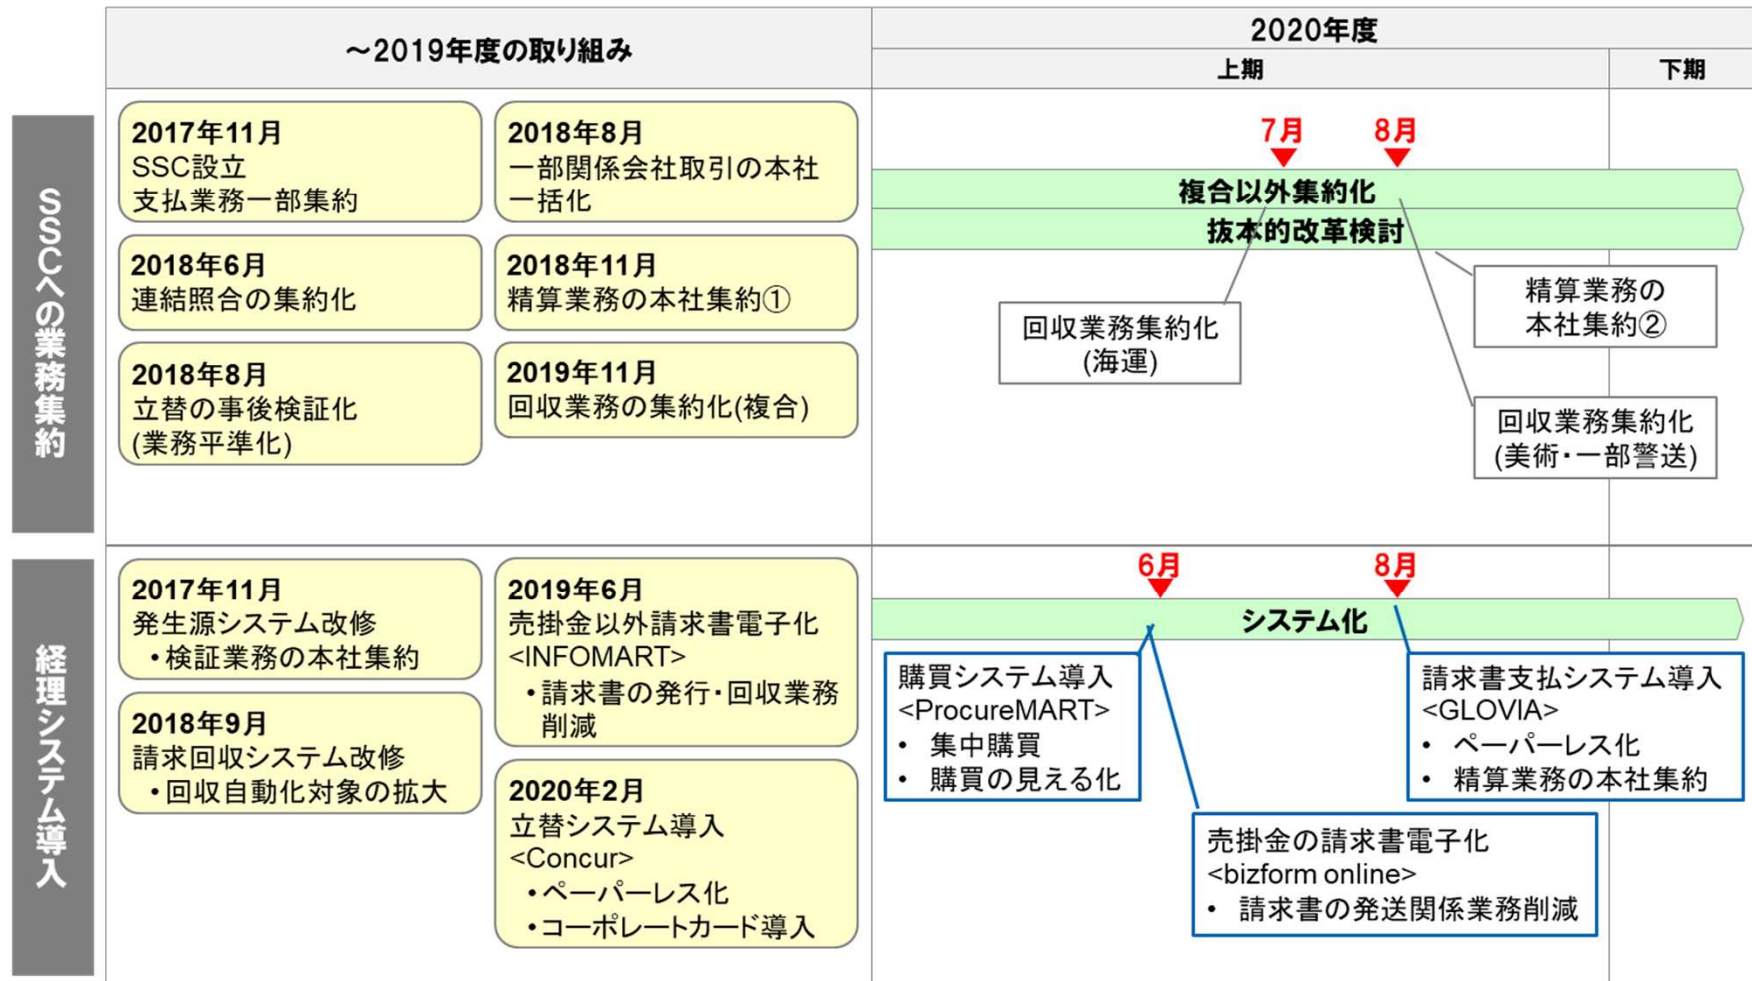 ～2019年度の取り組み
2020年度
上期
下期
SSCへの業務集約
2017年11月
SSC設立
支払業務一部集約
2018年6月
連結照合の集約化
2018年8月
立替の事後検証化
(業務平準化)
2018年8月
一部関係会社取引の本社
一括化
2018年11月
精算業務の本社集約①
2019年11月
回収業務の集約化(複合)
7月
8月
複合以外集約化
抜本的改革検討
回収業務集約化
(海運)
精算業務の
本社集約②
回収業務集約化
(美術・一部警送)
経理システム導入
2017年11月
発生源システム改修
・検証業務の本社集約
2018年9月
請求回収システム改修
・回収自動化対象の拡大
2019年6月
売掛金以外請求書電子化
<INFOMART>
・請求書の発行・回収業務
削減
2020年2月
立替システム導入
<Concur>
・ペーパーレス化
・コーポレートカード導入
6月
8月
システム化
購買システム導入
<ProcureMART>
• 集中購買
• 購買の見える化
請求書支払システム導入
<GLOVIA>
• ペーパーレス化
• 精算業務の本社集約
売掛金の請求書電子化
<bizform online>
• 請求書の発送関係業務削減